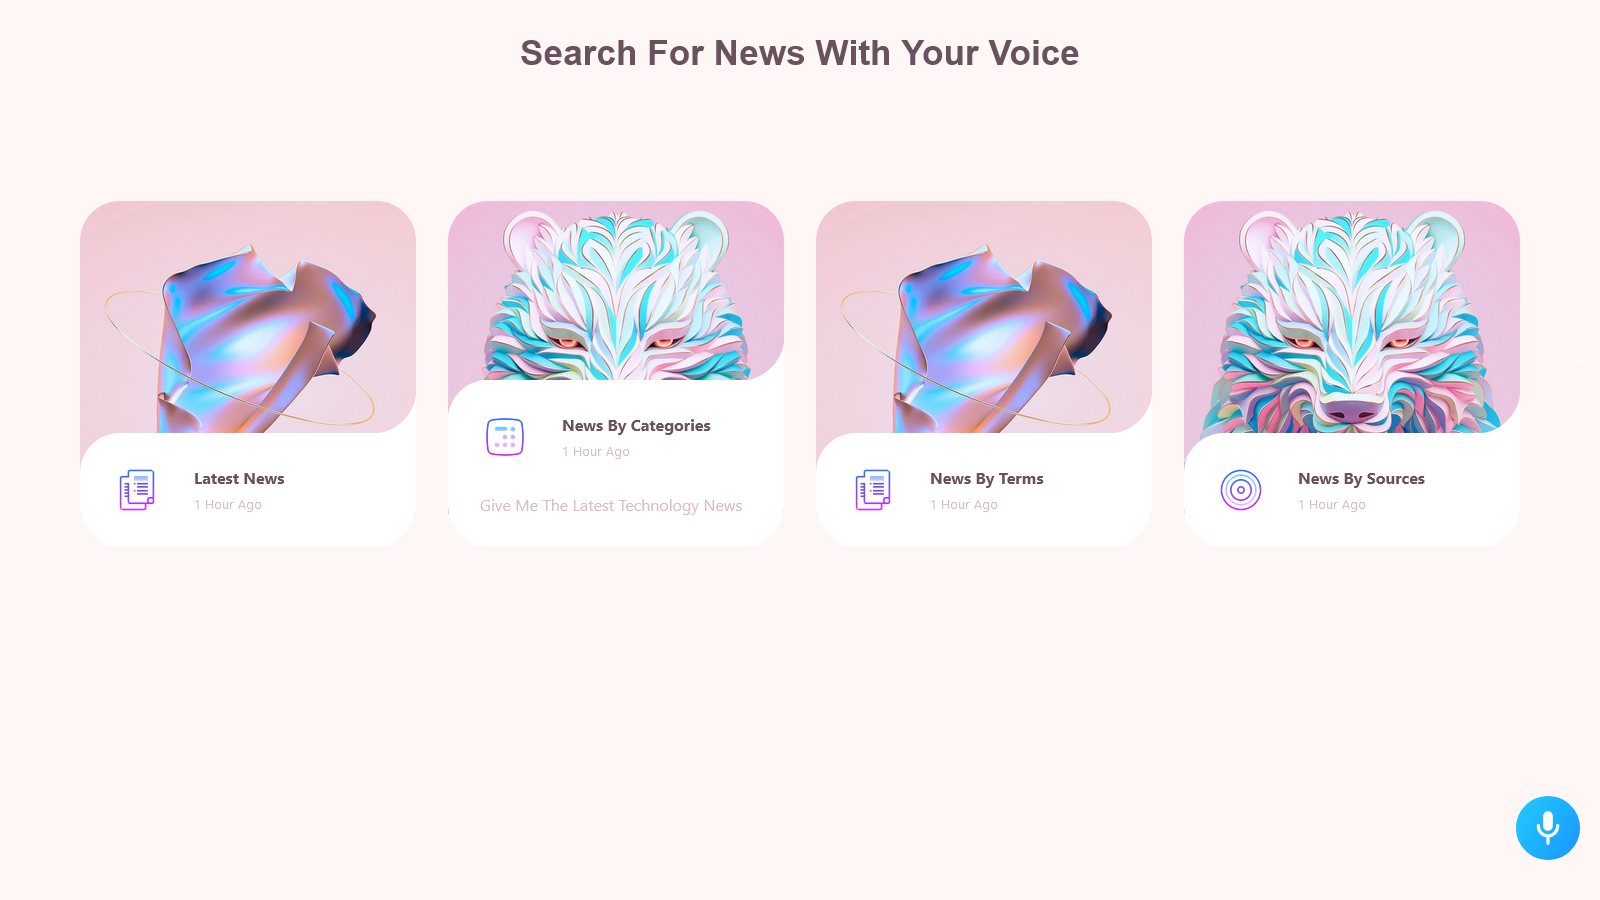 Search For News With Your Voice
Latest News
1 Hour Ago
News By Categories
1 Hour Ago
Give Me The Latest Technology News
News By Terms
1 Hour Ago
News By Sources
1 Hour Ago